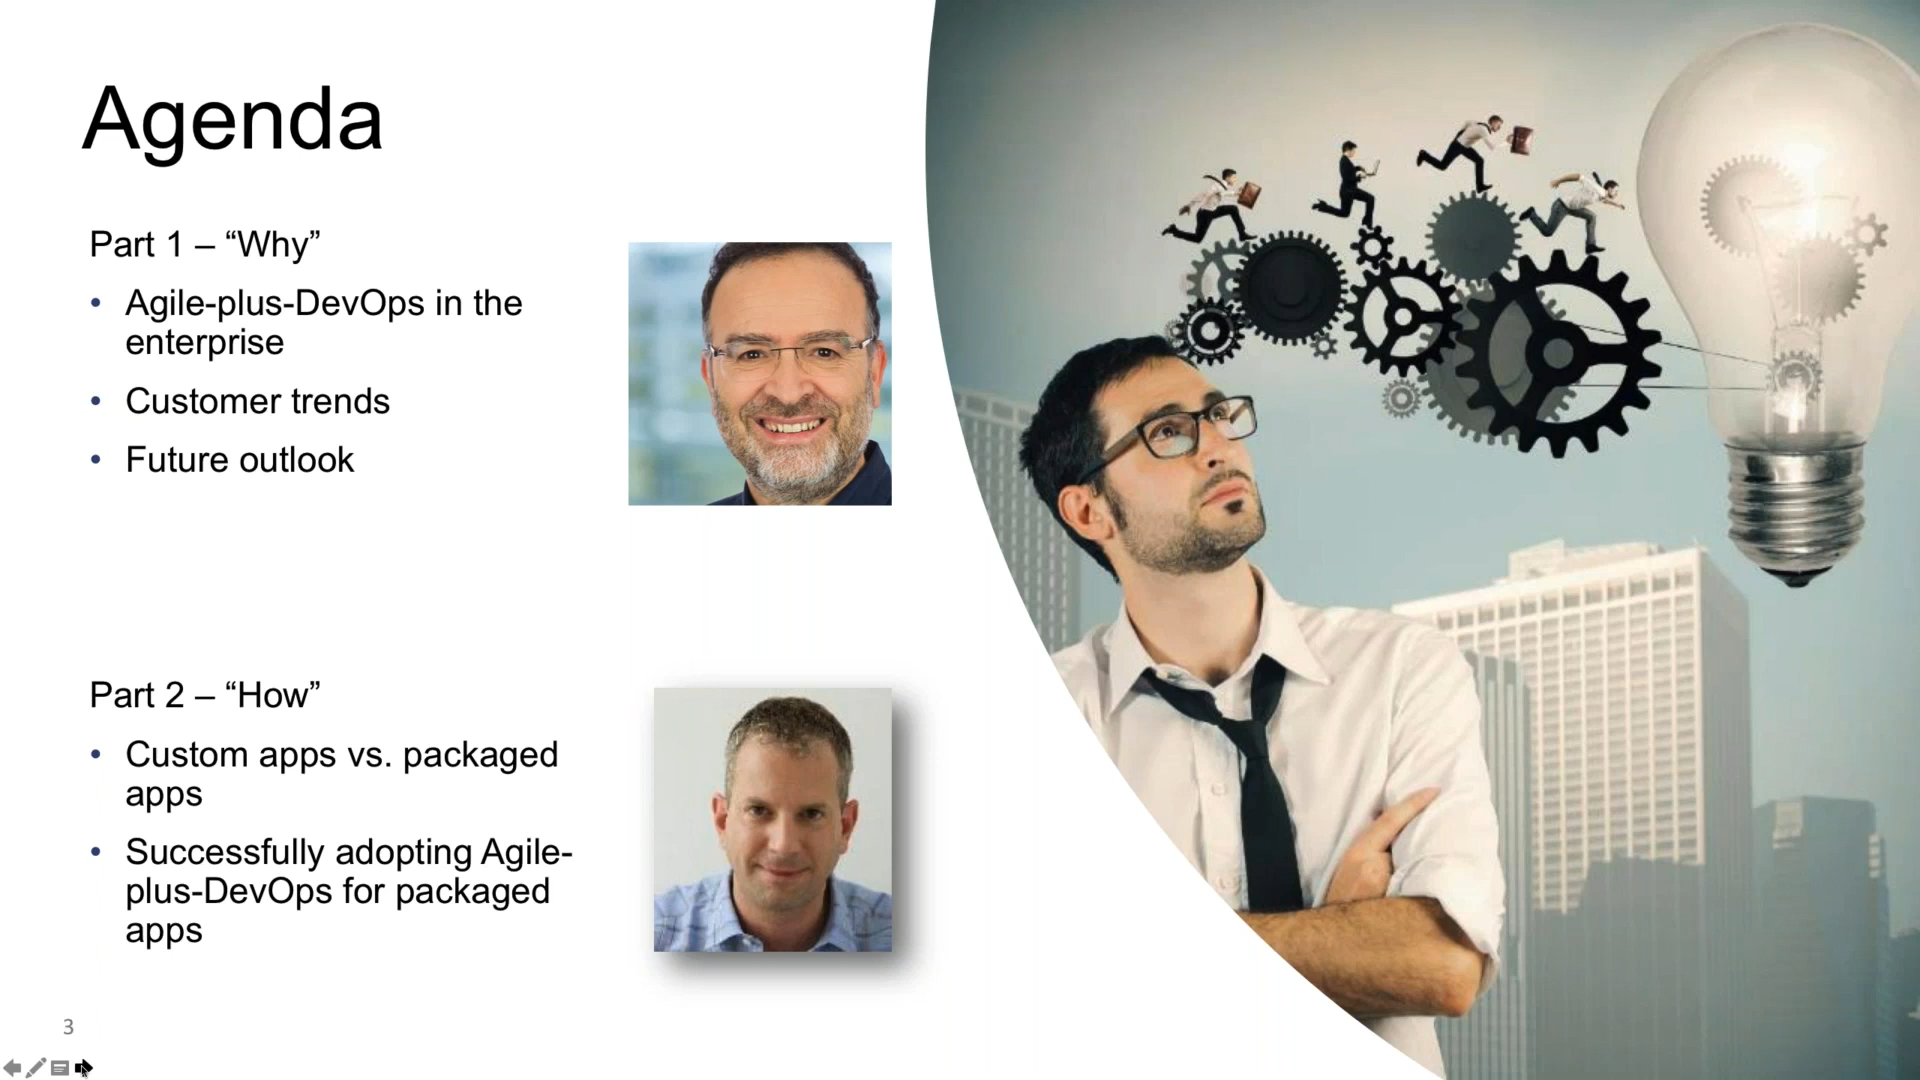 Agenda
Part 1 – “Why”
• Agile-plus-DevOps in the
enterprise
• Customer trends
• Future outlook
Part 2 – “How”
• Custom apps vs. packaged
apps
• Successfully adopting Agile-
plus-DevOps for packaged
apps
3